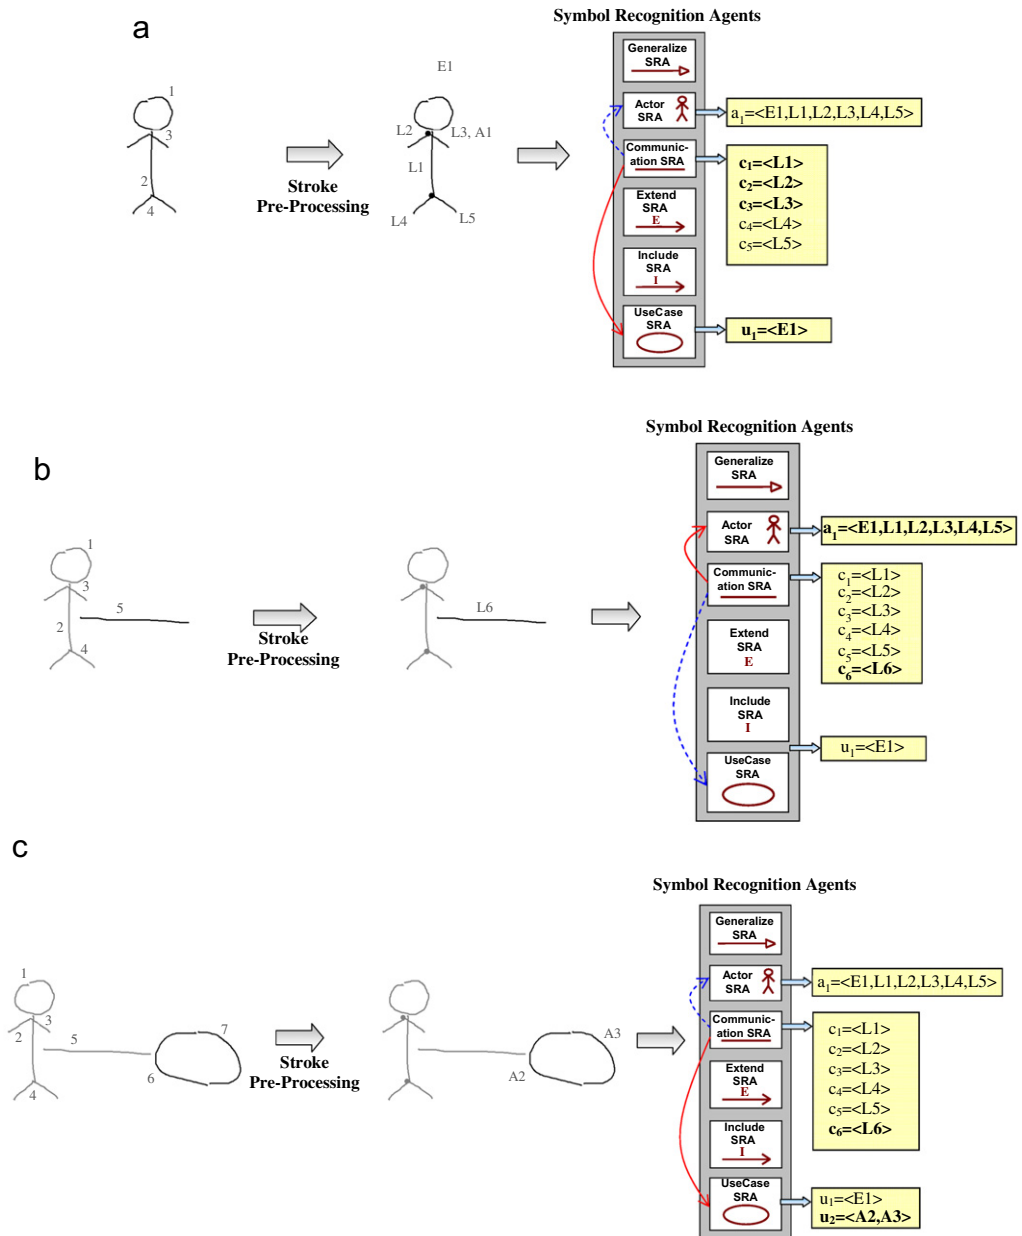 a
Symbol Recognition Agents
Generalize
SRA
1
3
2
4
Stroke
Pre-Processing
E1
L2
L3, A1
L1
L4
L5
Actor
SRA
Communic-
ation SRA
Extend
SRA
E
Include
SRA
I
UseCase
SRA
a1=<E1,L1,L2,L3,L4,L5>
c1=<L1>
c2=<L2>
c3=<L3>
c4=<L4>
c5=<L5>
u1=<E1>
b
Symbol Recognition Agents
Generalize
SRA
1
3
5
2
4
Stroke
Pre-Processing
L6
Actor
SRA
Communic-
ation SRA
Extend
SRA
E
Include
SRA
I
UseCase
SRA
a1=<E1,L1,L2,L3,L4,L5>
c1=<L1>
c2=<L2>
c3=<L3>
c4=<L4>
c5=<L5>
c6=<L6>
u1=<E1>
c
Symbol Recognition Agents
Generalize
SRA
1
3
2
5
7
6
4
Stroke
Pre-Processing
A3
A2
Actor
SRA
Communic-
ation SRA
Extend
SRA
E
Include
SRA
I
UseCase
SRA
a1=<E1,L1,L2,L3,L4,L5>
c1=<L1>
c2=<L2>
c3=<L3>
c4=<L4>
c5=<L5>
c6=<L6>
u1=<E1>
u2=<A2,A3>